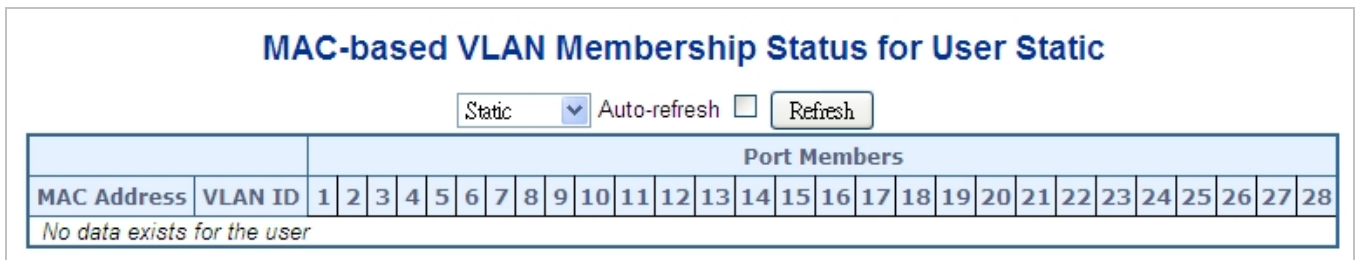 MAC-based VLAN Membership Status for User Static
Static Auto-refresh Refresh
Port Members
MAC Address VLAN ID 1 2 3 4 5 6 7 8 9 10 11 12 13 14 15 16 17 18 19 20 21 22 23 24 25 26 27 28
No data exists for the user